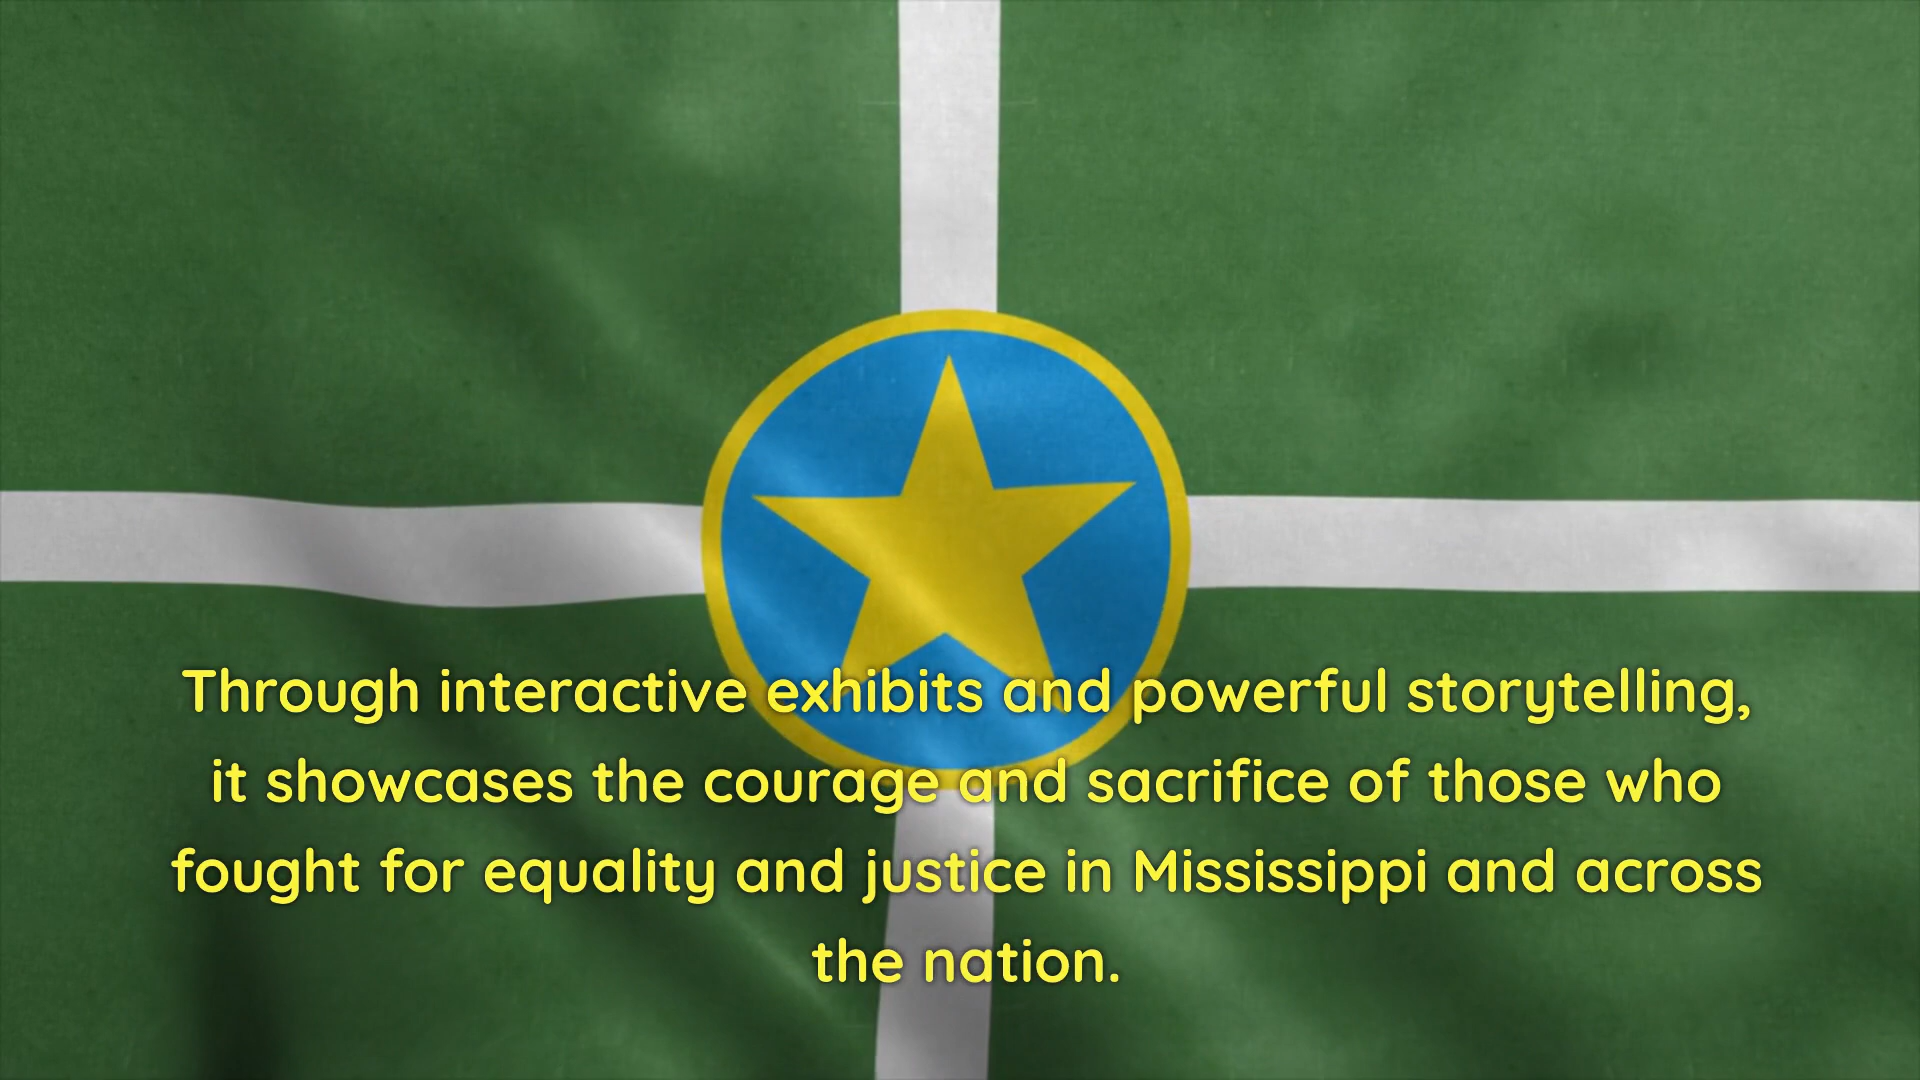 Through interactive exhibits and powerful storytelling,
it showcases the courage and sacrifice of those who
fought for equality and justice in Mississippi and across
the nation.